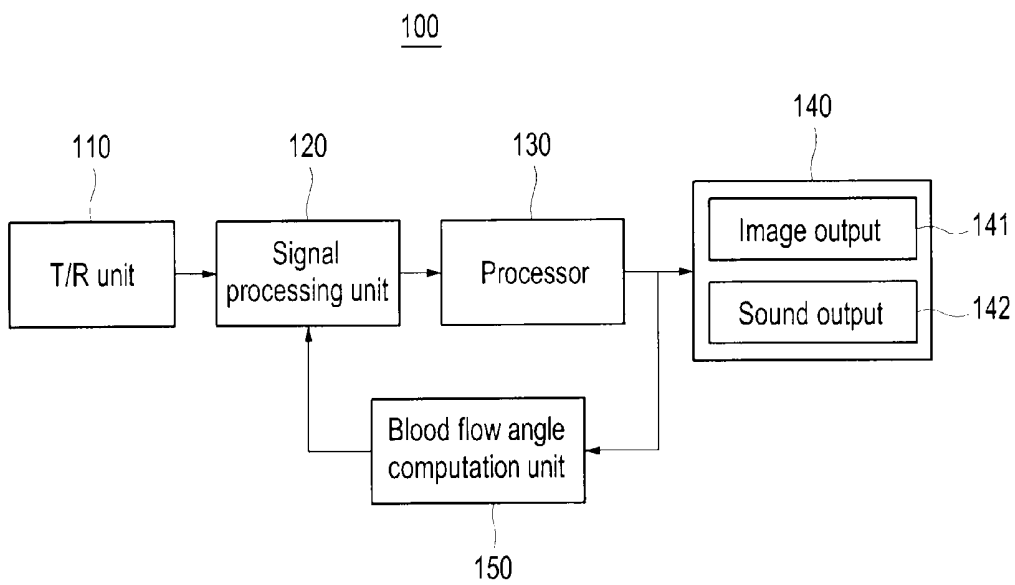 100
110
120
130
140
T/R unit
Signal
processing unit
Processor
Image output
141
Sound output
142
Blood flow angle
computation unit
150